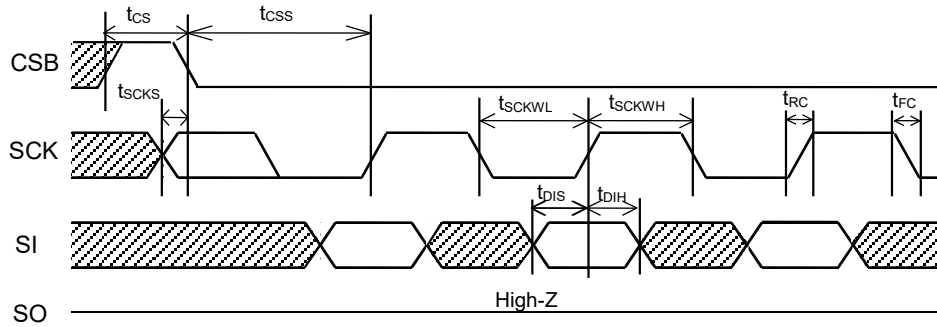 tCS
tCSS
CSB
tSCKS
tSCKWL
tSCKWH
tRC
tFC
SCK
tDIS
tDIH
SI
High-Z
SO